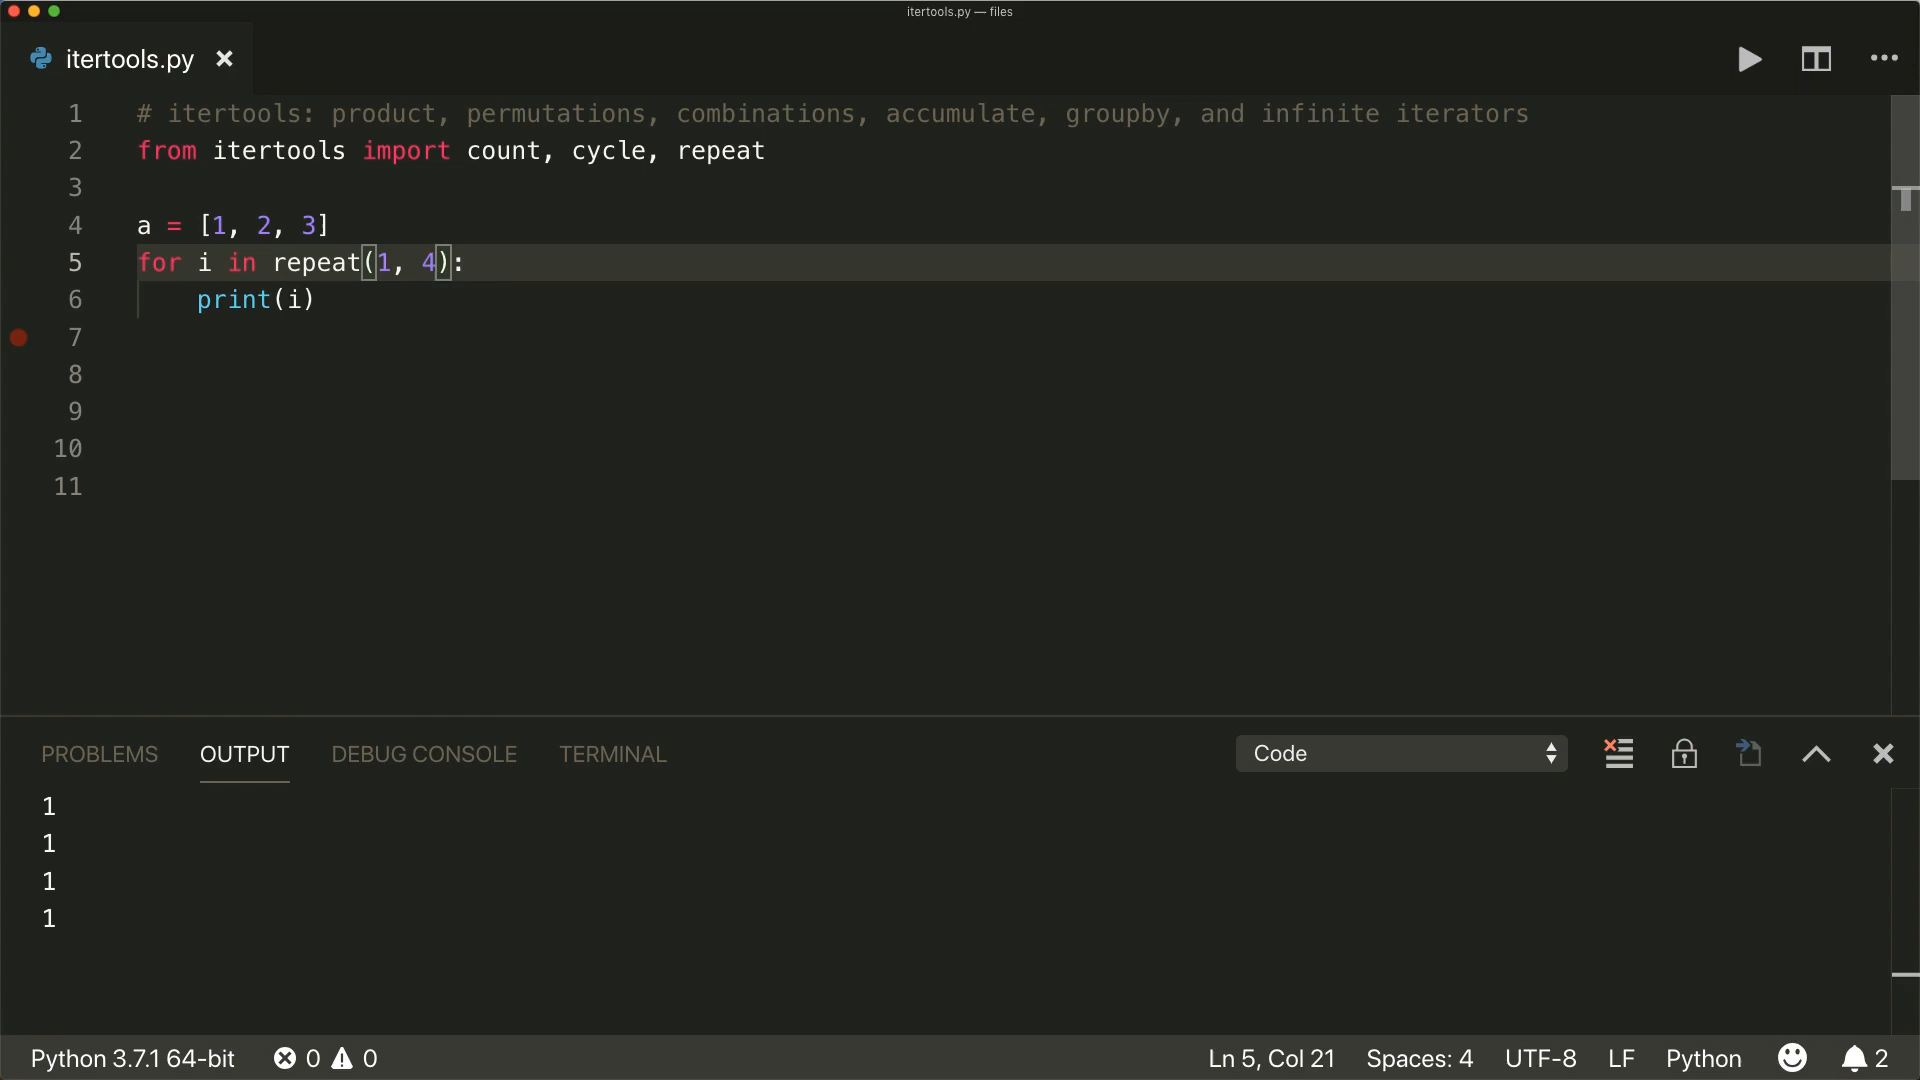 itertools.py — files
itertools.py
1 # itertools: product, permutations, combinations, accumulate, groupby, and infinite iterators
2 from itertools import count, cycle, repeat
3
4 a = [1, 2, 3]
5 for i in repeat(1, 4):
6     print(i)
7
8
9
10
11
PROBLEMS OUTPUT DEBUG CONSOLE TERMINAL Code
1
1
1
1
Python 3.7.1 64-bit 0 0 Ln 5, Col 21 Spaces: 4 UTF-8 LF Python 2